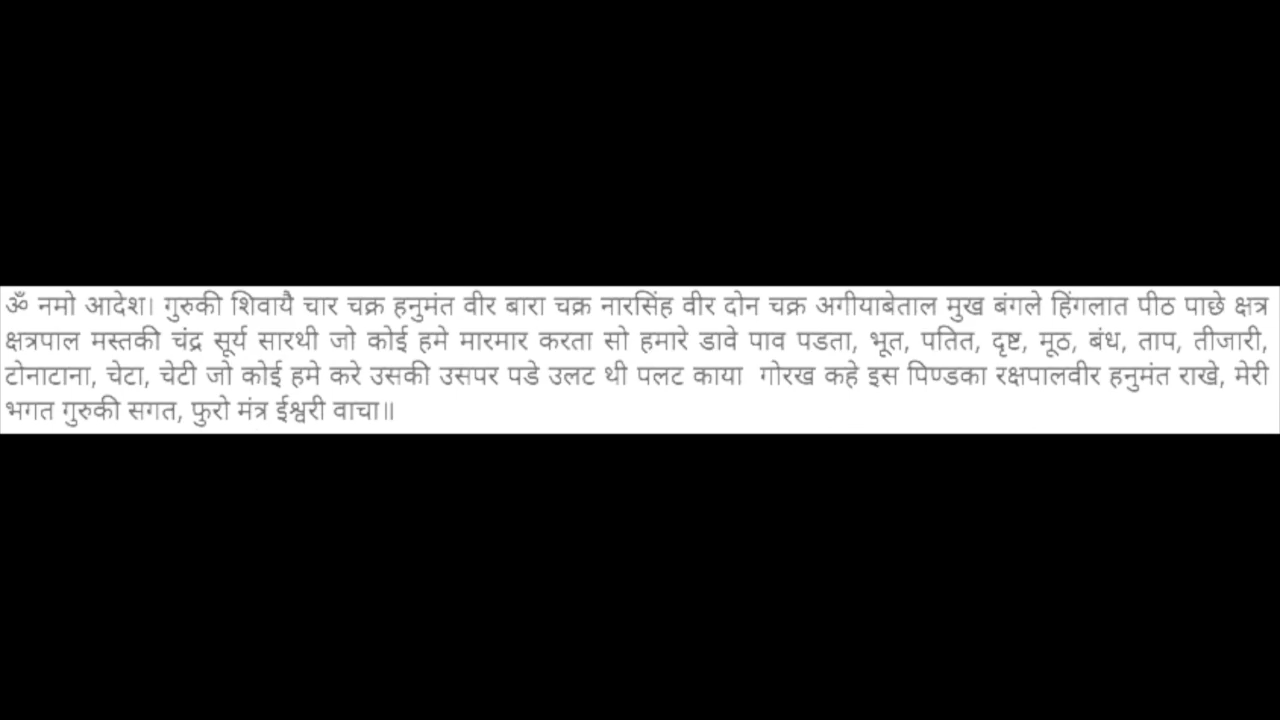 ॐ नमो आदेश। गुरुकी शिवायै चार चक्र हनुमंत वीर बारा चक्र नारसिंह वीर दोन चक्र अगीयाबेताल मुख बंगले हिंगलात पीठ पाछे क्षत्र
क्षत्रपाल मस्तकी चंद्र सूर्य सारथी जो कोई हमे मारमार करता सो हमारे डावे पाव पडता, भूत, पतित, दृष्ट, मूठ, बंध, ताप, तीजारी,
टोनाटाना, चेटा, चेटी जो कोई हमे करे उसकी उसपर पडे उलट थी पलट काया गोरख कहे इस पिण्डका रक्षपालवीर हनुमंत राखे, मेरी
भगत गुरुकी सगत, फुरो मंत्र ईश्वरी वाचा॥